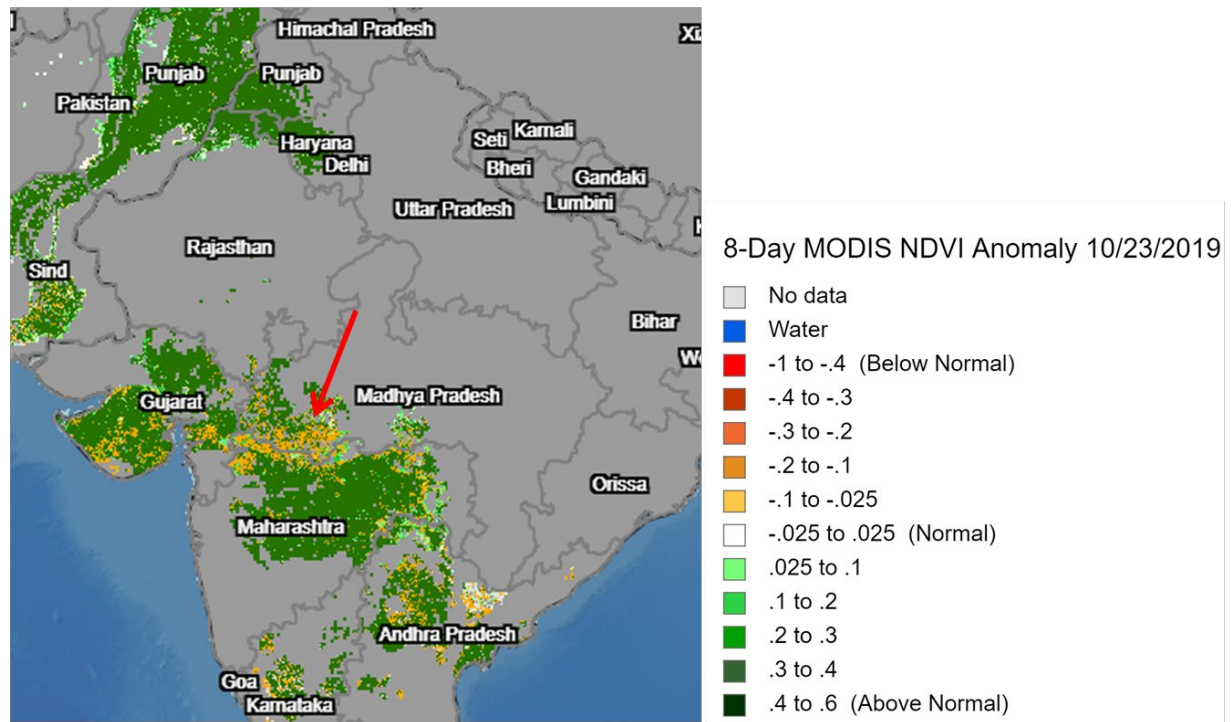 Himachal Pradesh
Punjab
Punjab
Pakistan
Haryana
Delhi
Seti
Karnali
Bheri
Gandaki
Lumbini
Uttar Pradesh
Rajasthan
Sind
Bihar
Gujarat
Madhya Pradesh
Orissa
Maharashtra
Andhra Pradesh
Goa
Karnataka
8-Day MODIS NDVI Anomaly 10/23/2019
No data
Water
-1 to -.4 (Below Normal)
-.4 to -.3
-.3 to -.2
-.2 to -.1
-.1 to -.025
-.025 to .025 (Normal)
.025 to .1
.1 to .2
.2 to .3
.3 to .4
.4 to .6 (Above Normal)